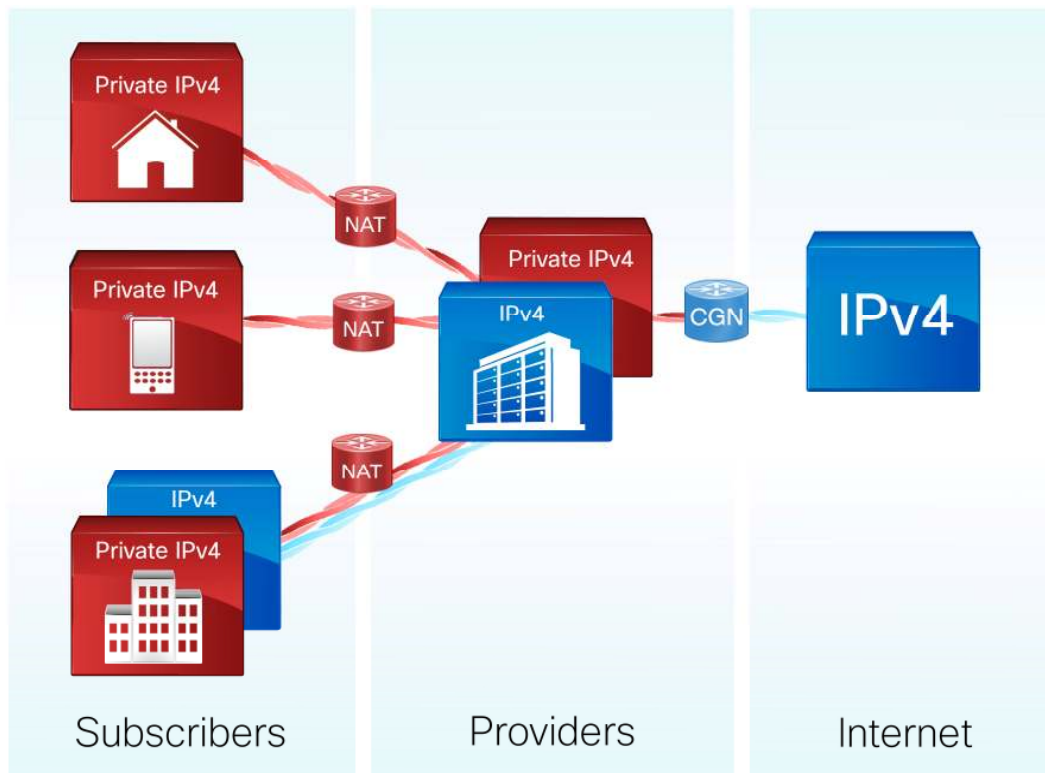 Private IPv4
NAT
Private IPv4
NAT
IPv4
Private IPv4
NAT
Private IPv4
IPv4
CGN
IPv4
Subscribers
Providers
Internet